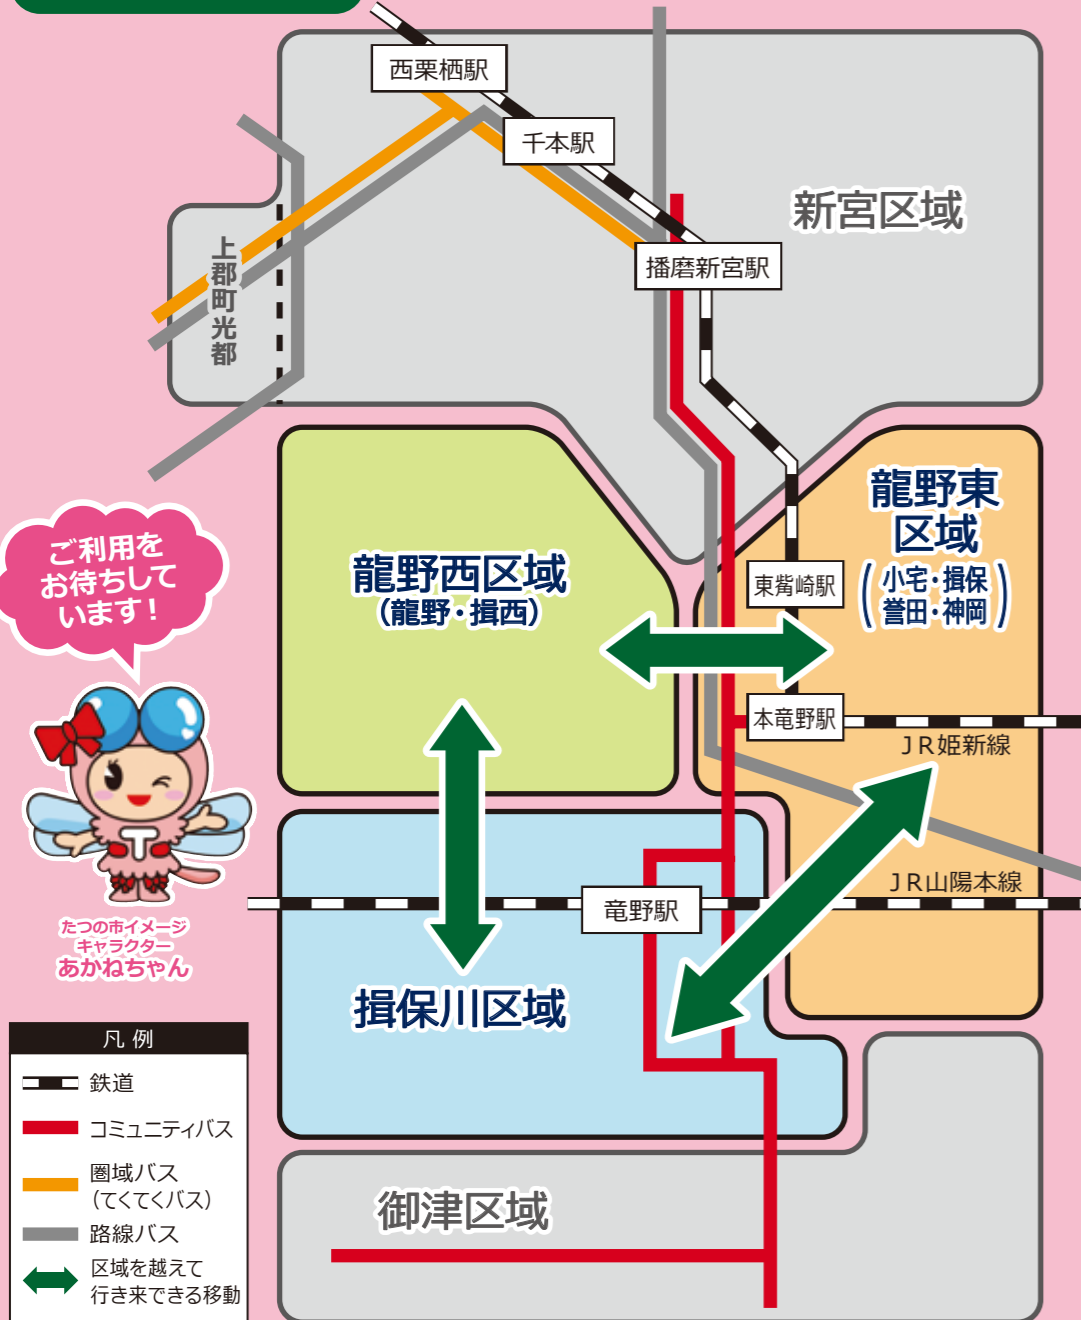 西栗栖駅
千本駅
新宮区域
播磨新宮駅
上郡町光都
龍野東
区域
(小宅・揖保
誉田・神岡)
東觜崎駅
龍野西区域
(龍野・揖西)
ご利用を
お待ちして
います!
本竜野駅
JR姫新線
JR山陽本線
竜野駅
T
たつの市イメージ
キャラクター
あかねちゃん
揖保川区域
凡例
鉄道
コミュニティバス
圏域バス
(てくてくバス)
路線バス
区域を越えて
行き来できる移動
御津区域